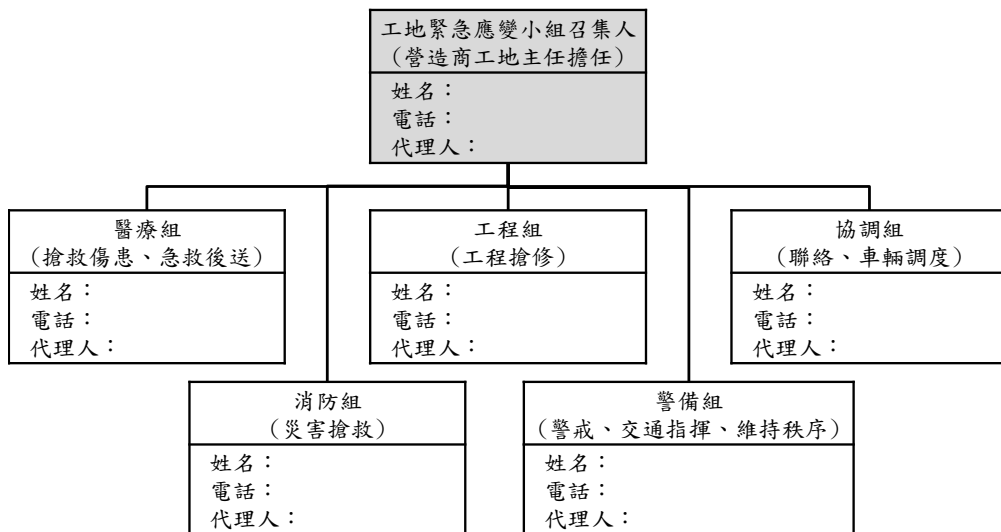 工地緊急應變小組召集人
(營造商工地主任擔任)
姓名：
電話：
代理人：
醫療組
(搶救傷患、急救後送)
姓名：
電話：
代理人：
工程組
(工程搶修)
姓名：
電話：
代理人：
協調組
(聯絡、車輛調度)
姓名：
電話：
代理人：
消防組
(災害搶救)
姓名：
電話：
代理人：
警備組
(警戒、交通指揮、維持秩序)
姓名：
電話：
代理人：